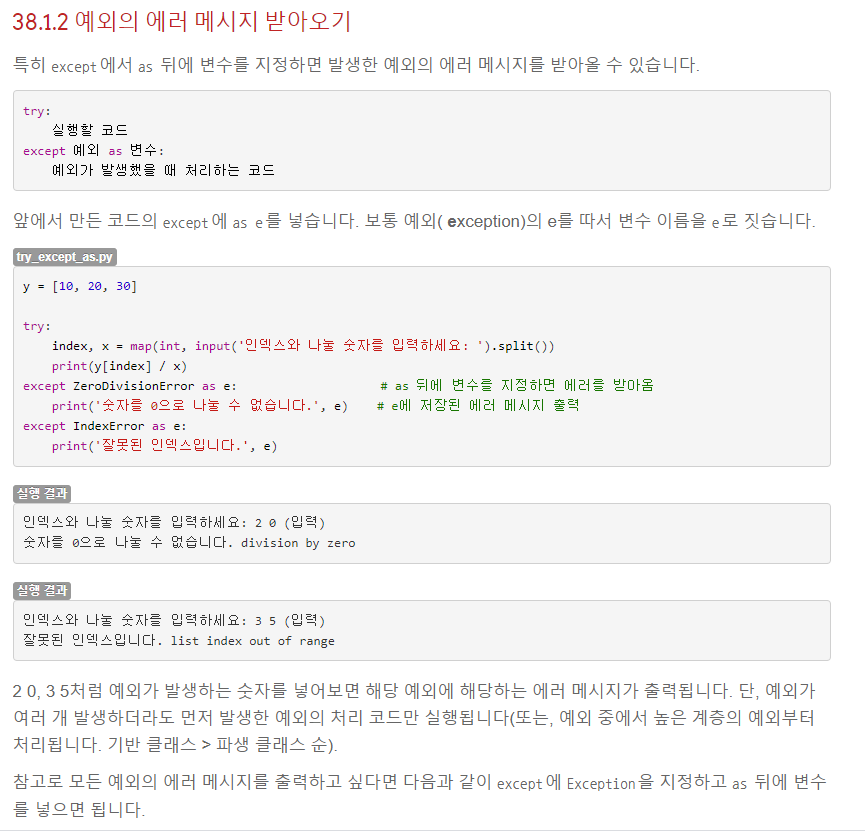 38.1.2 예외의 에러 메시지 받아오기
특히 except에서 as 뒤에 변수를 지정하면 발생한 예외의 에러 메시지를 받아올 수 있습니다.
try:
    실행할 코드
except 예외 as 변수:
    예외가 발생했을 때 처리하는 코드
앞에서 만든 코드의 except에 as e를 넣습니다. 보통 예외( exception)의 e를 따서 변수 이름을 e로 짓습니다.
try_except_as.py
y = [10, 20, 30]
try:
    index, x = map(int, input('인덱스와 나눌 숫자를 입력하세요: ').split())
    print(y[index] / x)
except ZeroDivisionError as e:                    # as 뒤에 변수를 지정하면 에러를 받아옴
    print('숫자를 0으로 나눌 수 없습니다.', e)    # e에 저장된 에러 메시지 출력
except IndexError as e:
    print('잘못된 인덱스입니다.', e)
실행 결과
인덱스와 나눌 숫자를 입력하세요: 2 0 (입력)
숫자를 0으로 나눌 수 없습니다. division by zero
실행 결과
인덱스와 나눌 숫자를 입력하세요: 3 5 (입력)
잘못된 인덱스입니다. list index out of range
2 0, 3 5처럼 예외가 발생하는 숫자를 넣어보면 해당 예외에 해당하는 에러 메시지가 출력됩니다. 단, 예외가
여러 개 발생하더라도 먼저 발생한 예외의 처리 코드만 실행됩니다(또는, 예외 중에서 높은 계층의 예외부터
처리됩니다. 기반 클래스 > 파생 클래스 순).
참고로 모든 예외의 에러 메시지를 출력하고 싶다면 다음과 같이 except에 Exception을 지정하고 as 뒤에 변수
를 넣으면 됩니다.